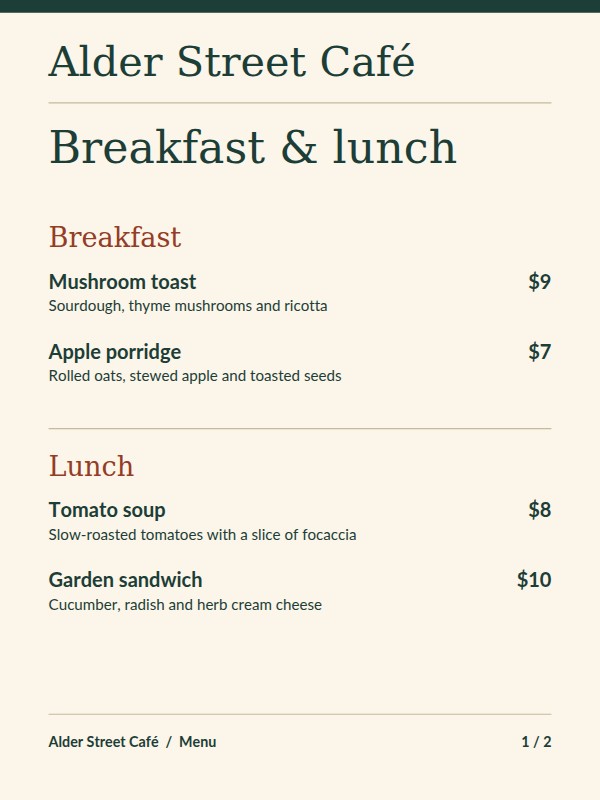 Alder Street Café
Breakfast & lunch
Breakfast
Mushroom toast $9
Sourdough, thyme mushrooms and ricotta
Apple porridge $7
Rolled oats, stewed apple and toasted seeds
Lunch
Tomato soup $8
Slow-roasted tomatoes with a slice of focaccia
Garden sandwich $10
Cucumber, radish and herb cream cheese
Alder Street Café / Menu 1 / 2